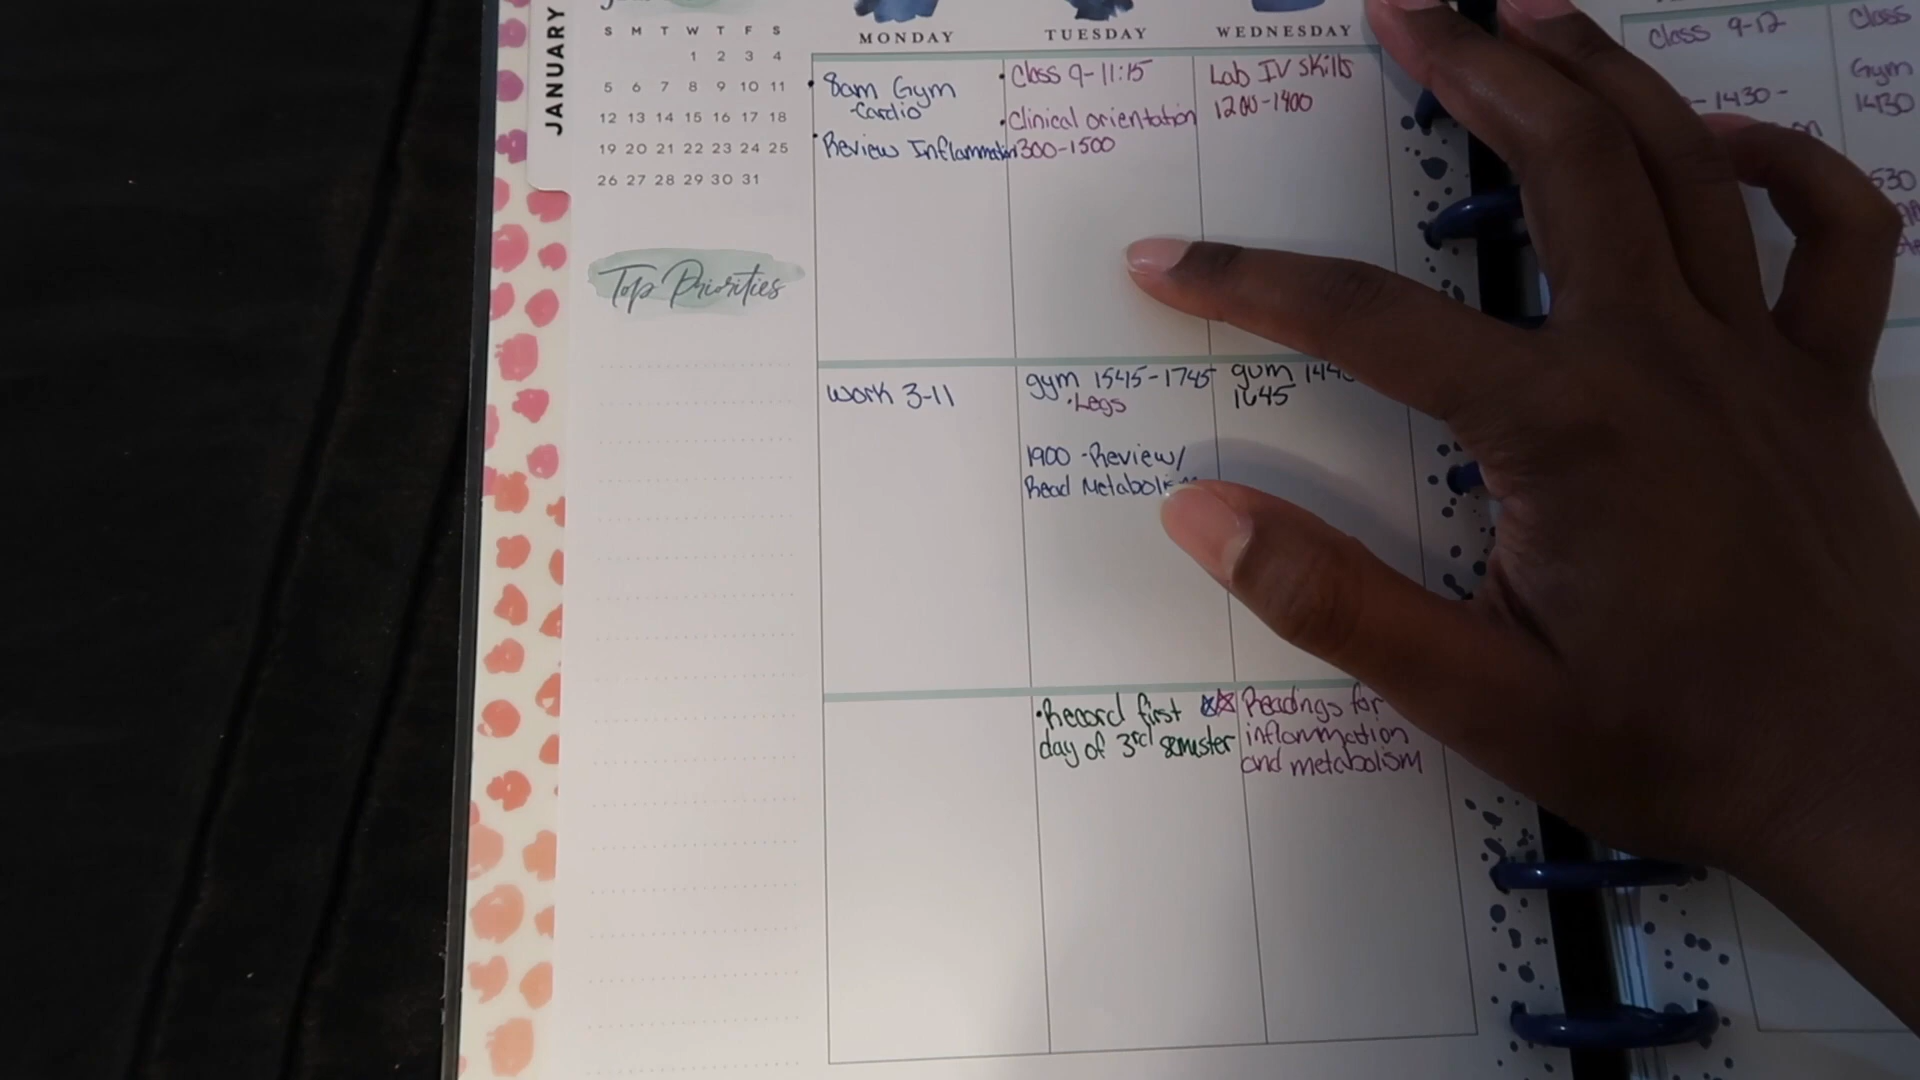 JANUARY
S M T W T F S
1 2 3 4
5 6 7 8 9 10 11
12 13 14 15 16 17 18
19 20 21 22 23 24 25
26 27 28 29 30 31
Top Priorities
MONDAY
8am Gym
-Cardio
Review Inflammation
work 3-11
TUESDAY
Class 9-11:15
Clinical orientation
1300-1500
gym 1545-1745
Legs
1900 -Review/
Read Metabolism
Record first
day of 3rd semester
WEDNESDAY
Lab IV skills
gym
1645
Readings for
inflammation
and metabolism
Class 9-12
- 1430 -
Class
Gym
1430